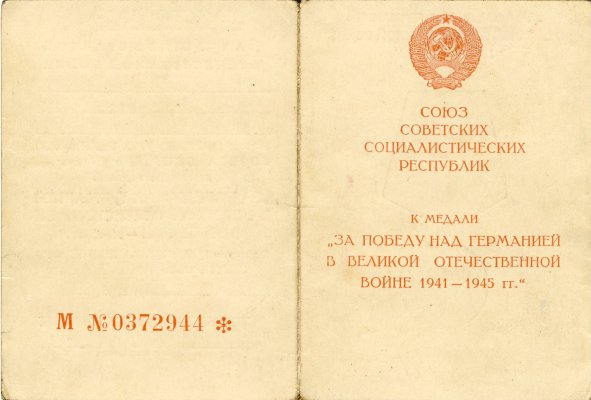 М №0372944 *
СОЮЗ
СОВЕТСКИХ
СОЦИАЛИСТИЧЕСКИХ
РЕСПУБЛИК
К МЕДАЛИ
„ЗА ПОБЕДУ НАД ГЕРМАНИЕЙ
В ВЕЛИКОЙ ОТЕЧЕСТВЕННОЙ
ВОЙНЕ 1941—1945 гг.“